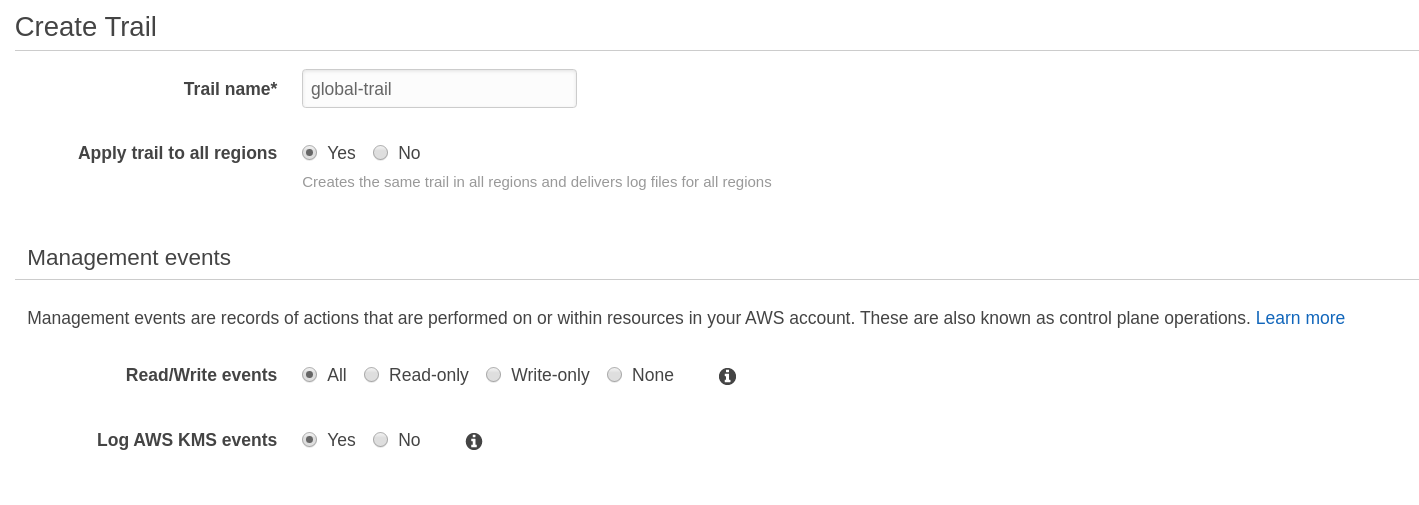 Create Trail
Trail name* global-trail
Apply trail to all regions Yes No
Creates the same trail in all regions and delivers log files for all regions
Management events
Management events are records of actions that are performed on or within resources in your AWS account. These are also known as control plane operations. Learn more
Read/Write events All Read-only Write-only None
Log AWS KMS events Yes No